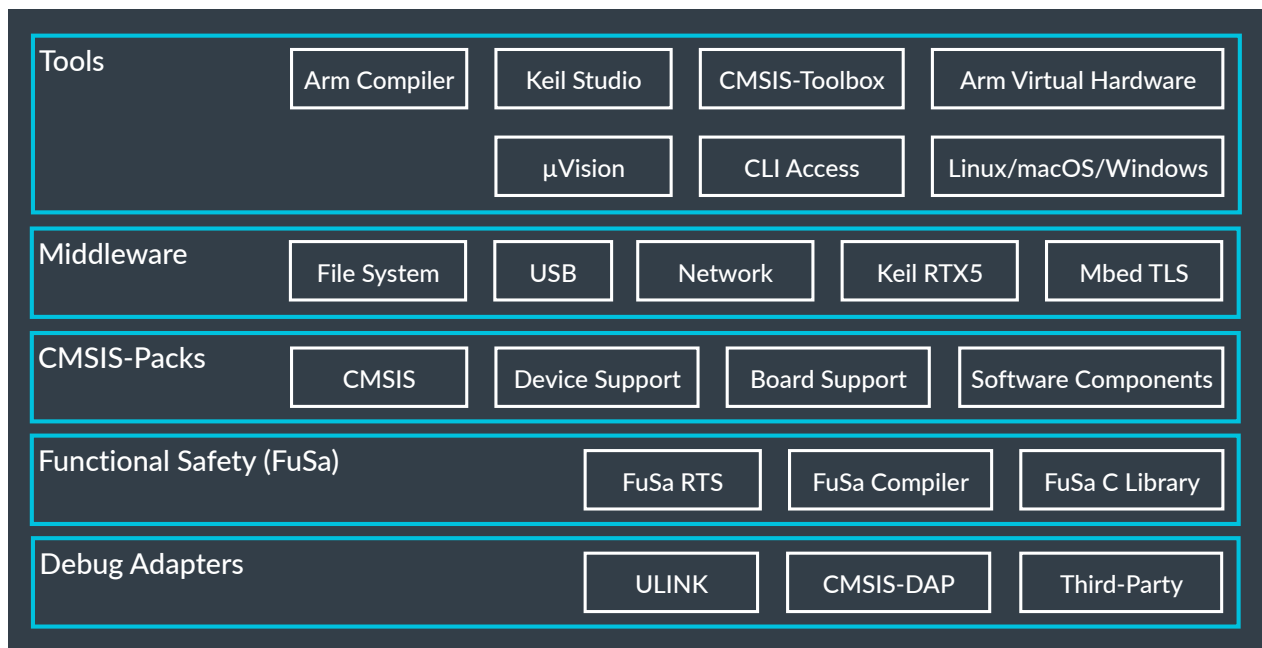 Tools
Arm Compiler
Keil Studio
CMSIS-Toolbox
Arm Virtual Hardware
µVision
CLI Access
Linux/macOS/Windows
Middleware
File System
USB
Network
Keil RTX5
Mbed TLS
CMSIS-Packs
CMSIS
Device Support
Board Support
Software Components
Functional Safety (FuSa)
FuSa RTS
FuSa Compiler
FuSa C Library
Debug Adapters
ULINK
CMSIS-DAP
Third-Party